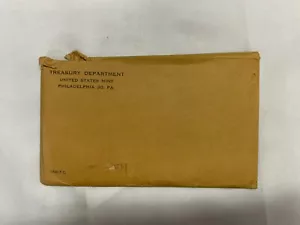 TREASURY DEPARTMENT
UNITED STATES MINT
PHILADELPHIA 30, PA.